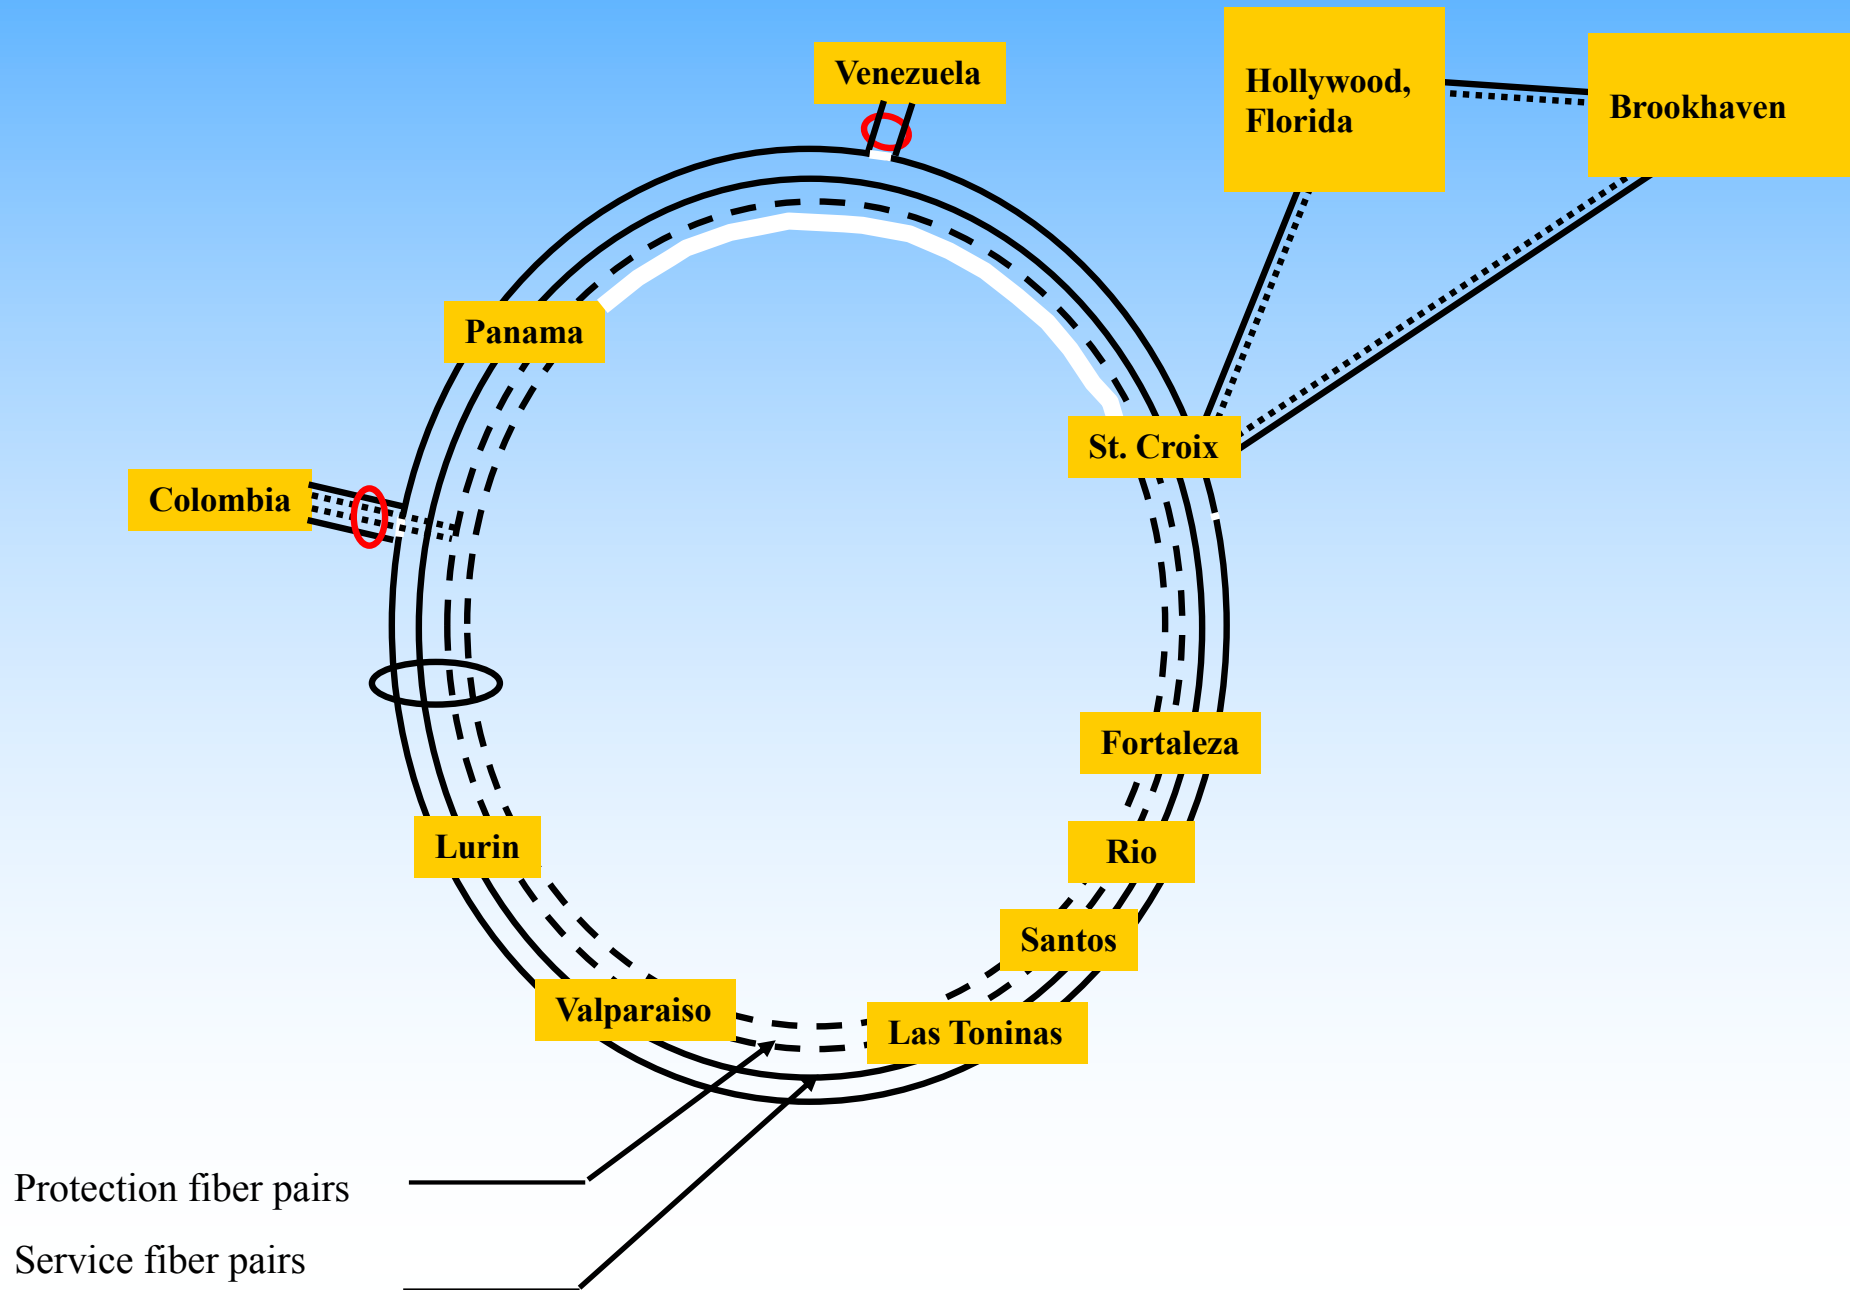 Venezuela
Hollywood,
Florida
Brookhaven
Panama
St. Croix
Colombia
Fortaleza
Lurin
Rio
Santos
Valparaiso
Las Toninas
Protection fiber pairs
Service fiber pairs